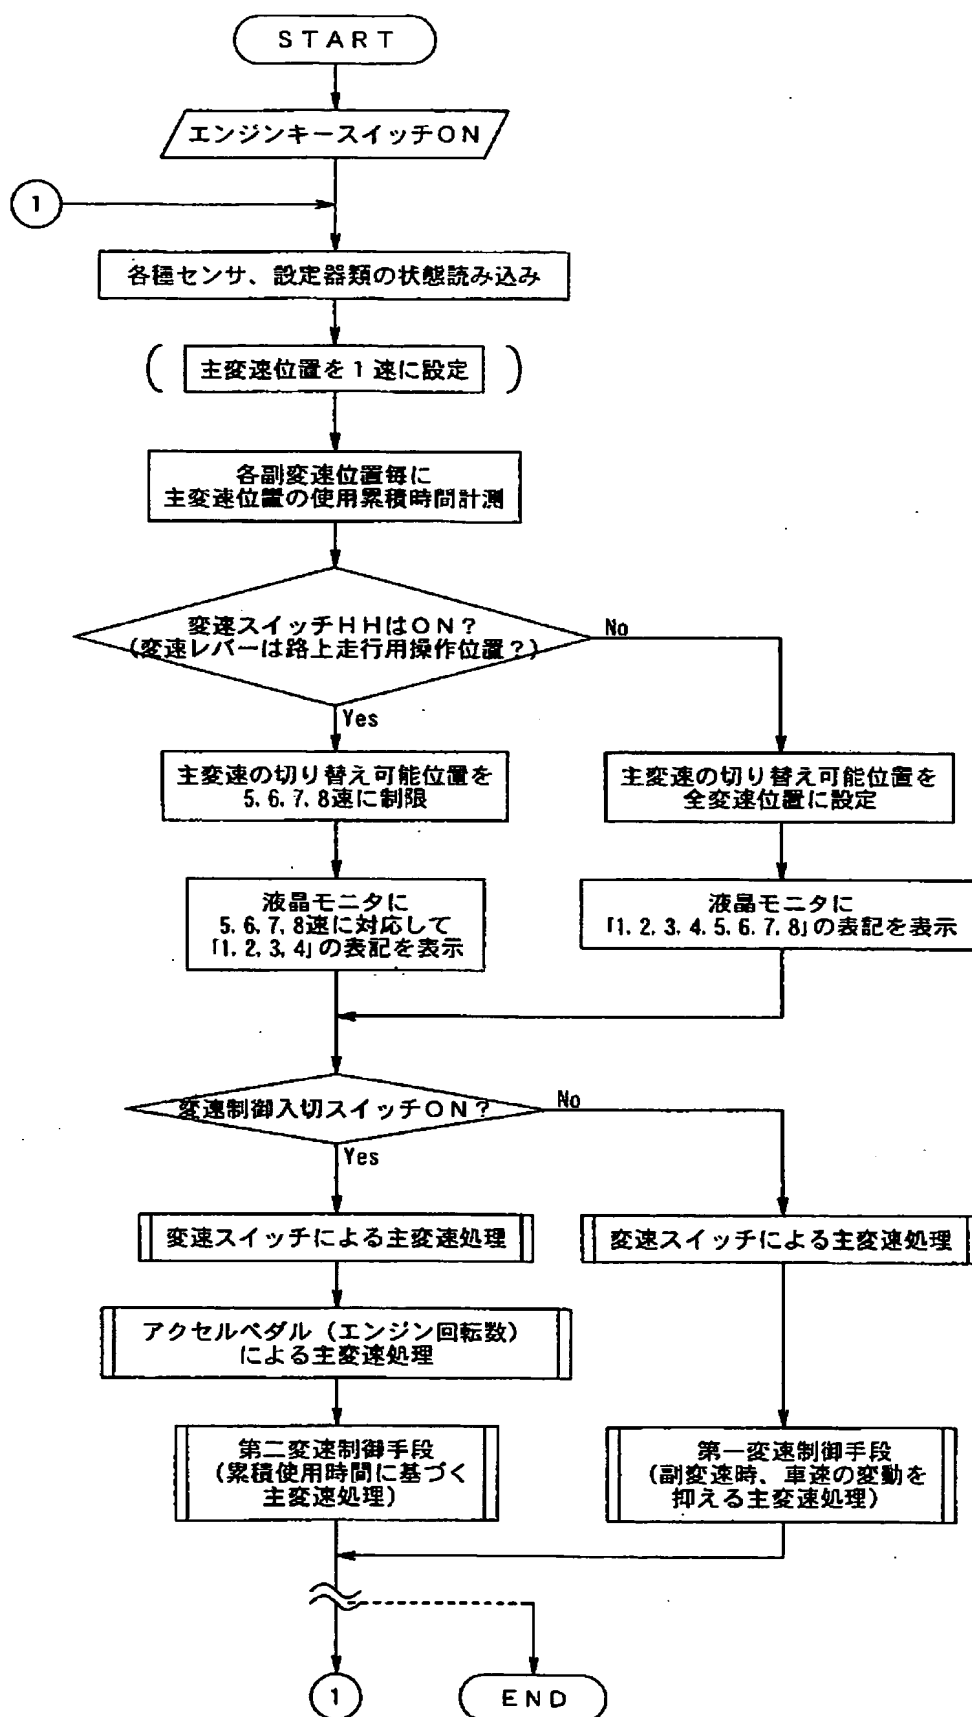 START
エンジンキースイッチON
1
各種センサ、設定器類の状態読み込み
( 主変速位置を1速に設定 )
各副変速位置毎に
主変速位置の使用累積時間計測
変速スイッチHHはON?
(変速レバーは路上走行用操作位置?)
No
Yes
主変速の切り替え可能位置を
5,6,7,8速に制限
主変速の切り替え可能位置を
全変速位置に設定
液晶モニタに
5,6,7,8速に対応して
「1,2,3,4」の表記を表示
液晶モニタに
「1,2,3,4,5,6,7,8」の表記を表示
変速制御入切スイッチON?
No
Yes
変速スイッチによる主変速処理
変速スイッチによる主変速処理
アクセルペダル(エンジン回転数)
による主変速処理
第二変速制御手段
(累積使用時間に基づく
主変速処理)
第一変速制御手段
(副変速時、車速の変動を
抑える主変速処理)
1
END